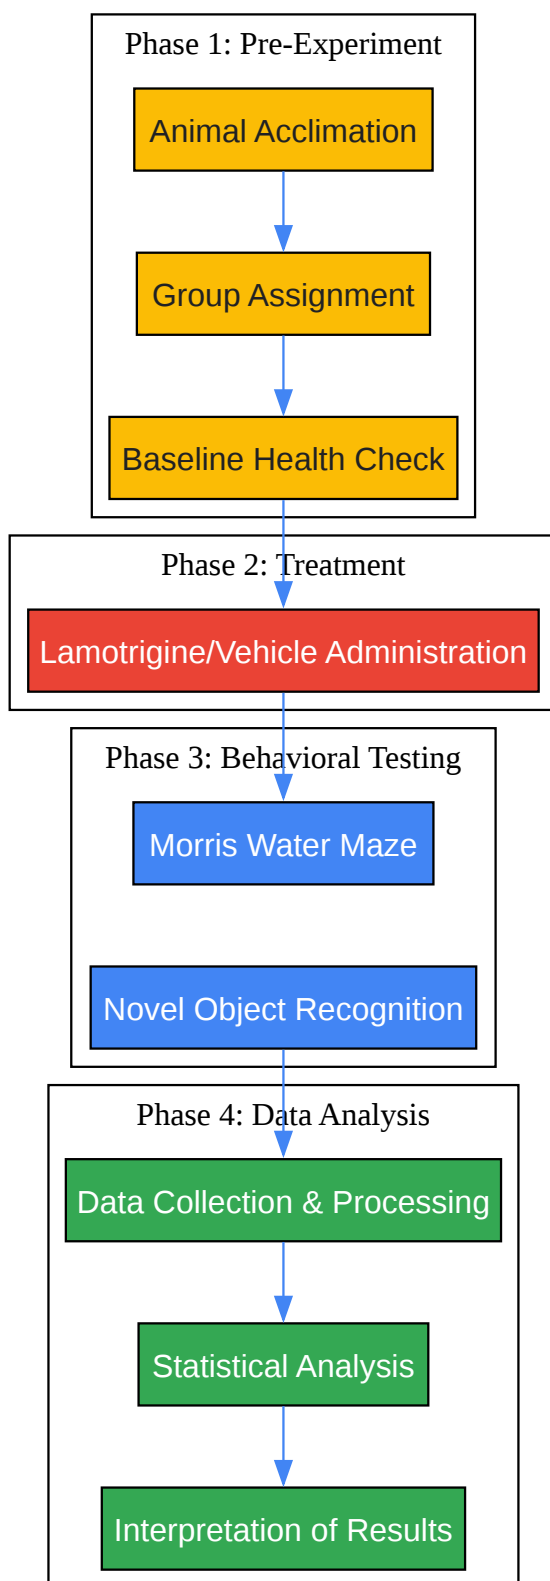 Phase 1: Pre-Experiment
Animal Acclimation
Group Assignment
Baseline Health Check
Phase 2: Treatment
Lamotrigine/Vehicle Administration
Phase 3: Behavioral Testing
Morris Water Maze
Novel Object Recognition
Phase 4: Data Analysis
Data Collection & Processing
Statistical Analysis
Interpretation of Results